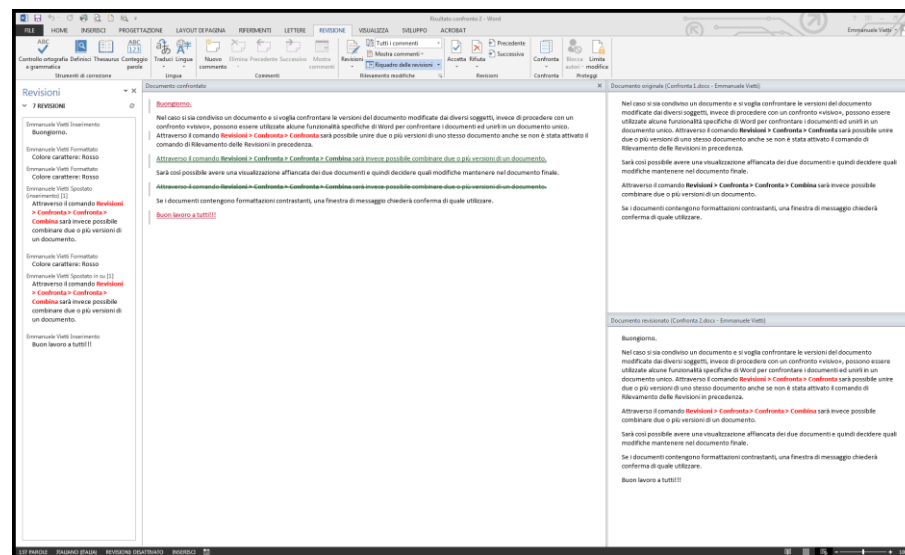 Risultato confronto 2 - Word
FILE HOME INSERISCI PROGETTAZIONE LAYOUT DI PAGINA RIFERIMENTI LETTERE REVISIONE VISUALIZZA SVILUPPO ACROBAT
Emmanuele Vietti
Controllo ortografia e grammatica
Definisci
Thesaurus
Conteggio parole
Traduci
Lingua
Nuovo commento
Elimina
Precedente
Successivo
Mostra commenti
Revisioni
Tutti i commenti
Mostra commenti
Riquadro delle revisioni
Accetta
Rifiuta
Precedente
Successiva
Confronta
Blocca autori
Limita modifica
Strumenti di correzione
Lingua
Commenti
Rilevamento modifiche
Revisioni
Confronta
Proteggi
Revisioni
7 REVISIONI
Emmanuele Vietti Inserimento
Buongiorno.
Emmanuele Vietti Formattato
Colore carattere: Rosso
Emmanuele Vietti Formattato
Colore carattere: Rosso
Emmanuele Vietti Spostato
(inserimento) [1]
Attraverso il comando Revisioni
> Confronta > Confronta >
Combina sarà invece possibile
combinare due o più versioni di
un documento.
Emmanuele Vietti Formattato
Colore carattere: Rosso
Emmanuele Vietti Spostato in su [1]
Attraverso il comando Revisioni
> Confronta > Confronta >
Combina sarà invece possibile
combinare due o più versioni di
un documento.
Emmanuele Vietti Inserimento
Buon lavoro a tutti!!!
Documento confrontato
Buongiorno.
Nel caso si sia condiviso un documento e si voglia confrontare le versioni del documento modificate dai diversi soggetti, invece di procedere con un
confronto «visivo», possono essere utilizzate alcune funzionalità specifiche di Word per confrontare i documenti ed unirli in un documento unico.
Attraverso il comando Revisioni > Confronta > Confronta sarà possibile unire due o più versioni di uno stesso documento anche se non è stata attivato il
comando di Rilevamento delle Revisioni in precedenza.
Attraverso il comando Revisioni > Confronta > Confronta > Combina sarà invece possibile combinare due o più versioni di un documento.
Sarà così possibile avere una visualizzazione affiancata dei due documenti e quindi decidere quali modifiche mantenere nel documento finale.
Attraverso il comando Revisioni > Confronta > Confronta > Combina sarà invece possibile combinare due o più versioni di un documento.
Se i documenti contengono formattazioni contrastanti, una finestra di messaggio chiederà conferma di quale utilizzare.
Buon lavoro a tutti!!!
Documento originale (Confronta 1.docx - Emmanuele Vietti)
Nel caso si sia condiviso un documento e si voglia confrontare le versioni del documento
modificate dai diversi soggetti, invece di procedere con un confronto «visivo», possono essere
utilizzate alcune funzionalità specifiche di Word per confrontare i documenti ed unirli in un
documento unico. Attraverso il comando Revisioni > Confronta > Confronta sarà possibile unire
due o più versioni di uno stesso documento anche se non è stata attivato il comando di
Rilevamento delle Revisioni in precedenza.
Sarà così possibile avere una visualizzazione affiancata dei due documenti e quindi decidere quali
modifiche mantenere nel documento finale.
Attraverso il comando Revisioni > Confronta > Confronta > Combina sarà invece possibile
combinare due o più versioni di un documento.
Se i documenti contengono formattazioni contrastanti, una finestra di messaggio chiederà
conferma di quale utilizzare.
Documento revisionato (Confronta 2.docx - Emmanuele Vietti)
Buongiorno.
Nel caso si sia condiviso un documento e si voglia confrontare le versioni del documento
modificate dai diversi soggetti, invece di procedere con un confronto «visivo», possono essere
utilizzate alcune funzionalità specifiche di Word per confrontare i documenti ed unirli in un
documento unico. Attraverso il comando Revisioni > Confronta > Confronta sarà possibile unire
due o più versioni di uno stesso documento anche se non è stata attivato il comando di
Rilevamento delle Revisioni in precedenza.
Attraverso il comando Revisioni > Confronta > Confronta > Combina sarà invece possibile
combinare due o più versioni di un documento.
Sarà così possibile avere una visualizzazione affiancata dei due documenti e quindi decidere quali
modifiche mantenere nel documento finale.
Se i documenti contengono formattazioni contrastanti, una finestra di messaggio chiederà
conferma di quale utilizzare.
Buon lavoro a tutti!!!
137 PAROLE ITALIANO (ITALIA) REVISIONI: DISATTIVATO INSERISCI